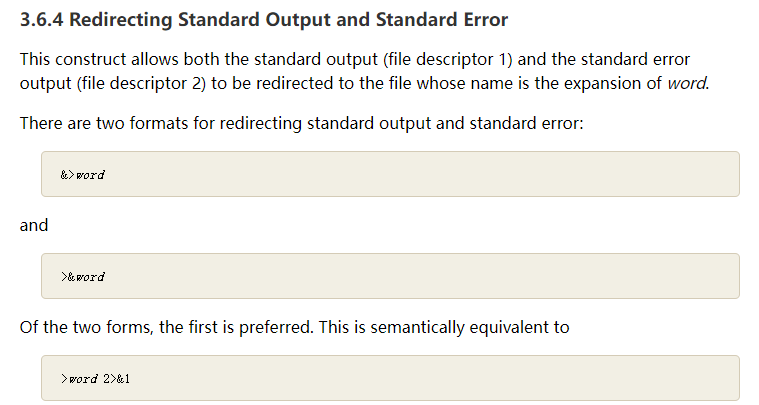 3.6.4 Redirecting Standard Output and Standard Error
This construct allows both the standard output (file descriptor 1) and the standard error
output (file descriptor 2) to be redirected to the file whose name is the expansion of word.
There are two formats for redirecting standard output and standard error:
&>word
and
>&word
Of the two forms, the first is preferred. This is semantically equivalent to
>word 2>&1